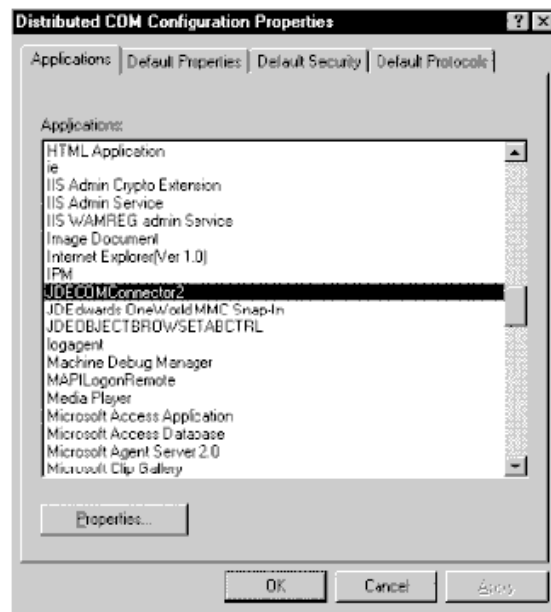 Distributed COM Configuration Properties
Applications Default Properties Default Security Default Protocols
Applications:
HTML Application
ie
IIS Admin Crypto Extension
IIS Admin Service
IIS WAMREG admin Service
Image Document
Internet Explorer(Ver 1.0)
IPM
JDECOMConnector2
JDEdwards OneWorld MMC Snap-In
JDEOBJECTBROWSETABCTRL
logagent
Machine Debug Manager
MAPILogonRemote
Media Player
Microsoft Access Application
Microsoft Access Database
Microsoft Agent Server 2.0
Microsoft Clip Gallery
Properties...
OK Cancel Apply